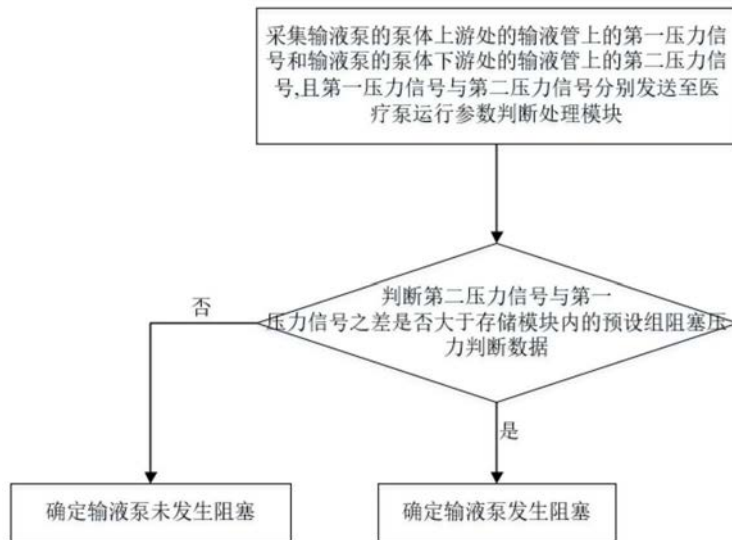 采集输液泵的泵体上游处的输液管上的第一压力信
号和输液泵的泵体下游处的输液管上的第二压力信
号,且第一压力信号与第二压力信号分别发送至医
疗泵运行参数判断处理模块
判断第二压力信号与第一
压力信号之差是否大于存储模块内的预设组阻塞压
力判断数据
否
是
确定输液泵未发生阻塞
确定输液泵发生阻塞